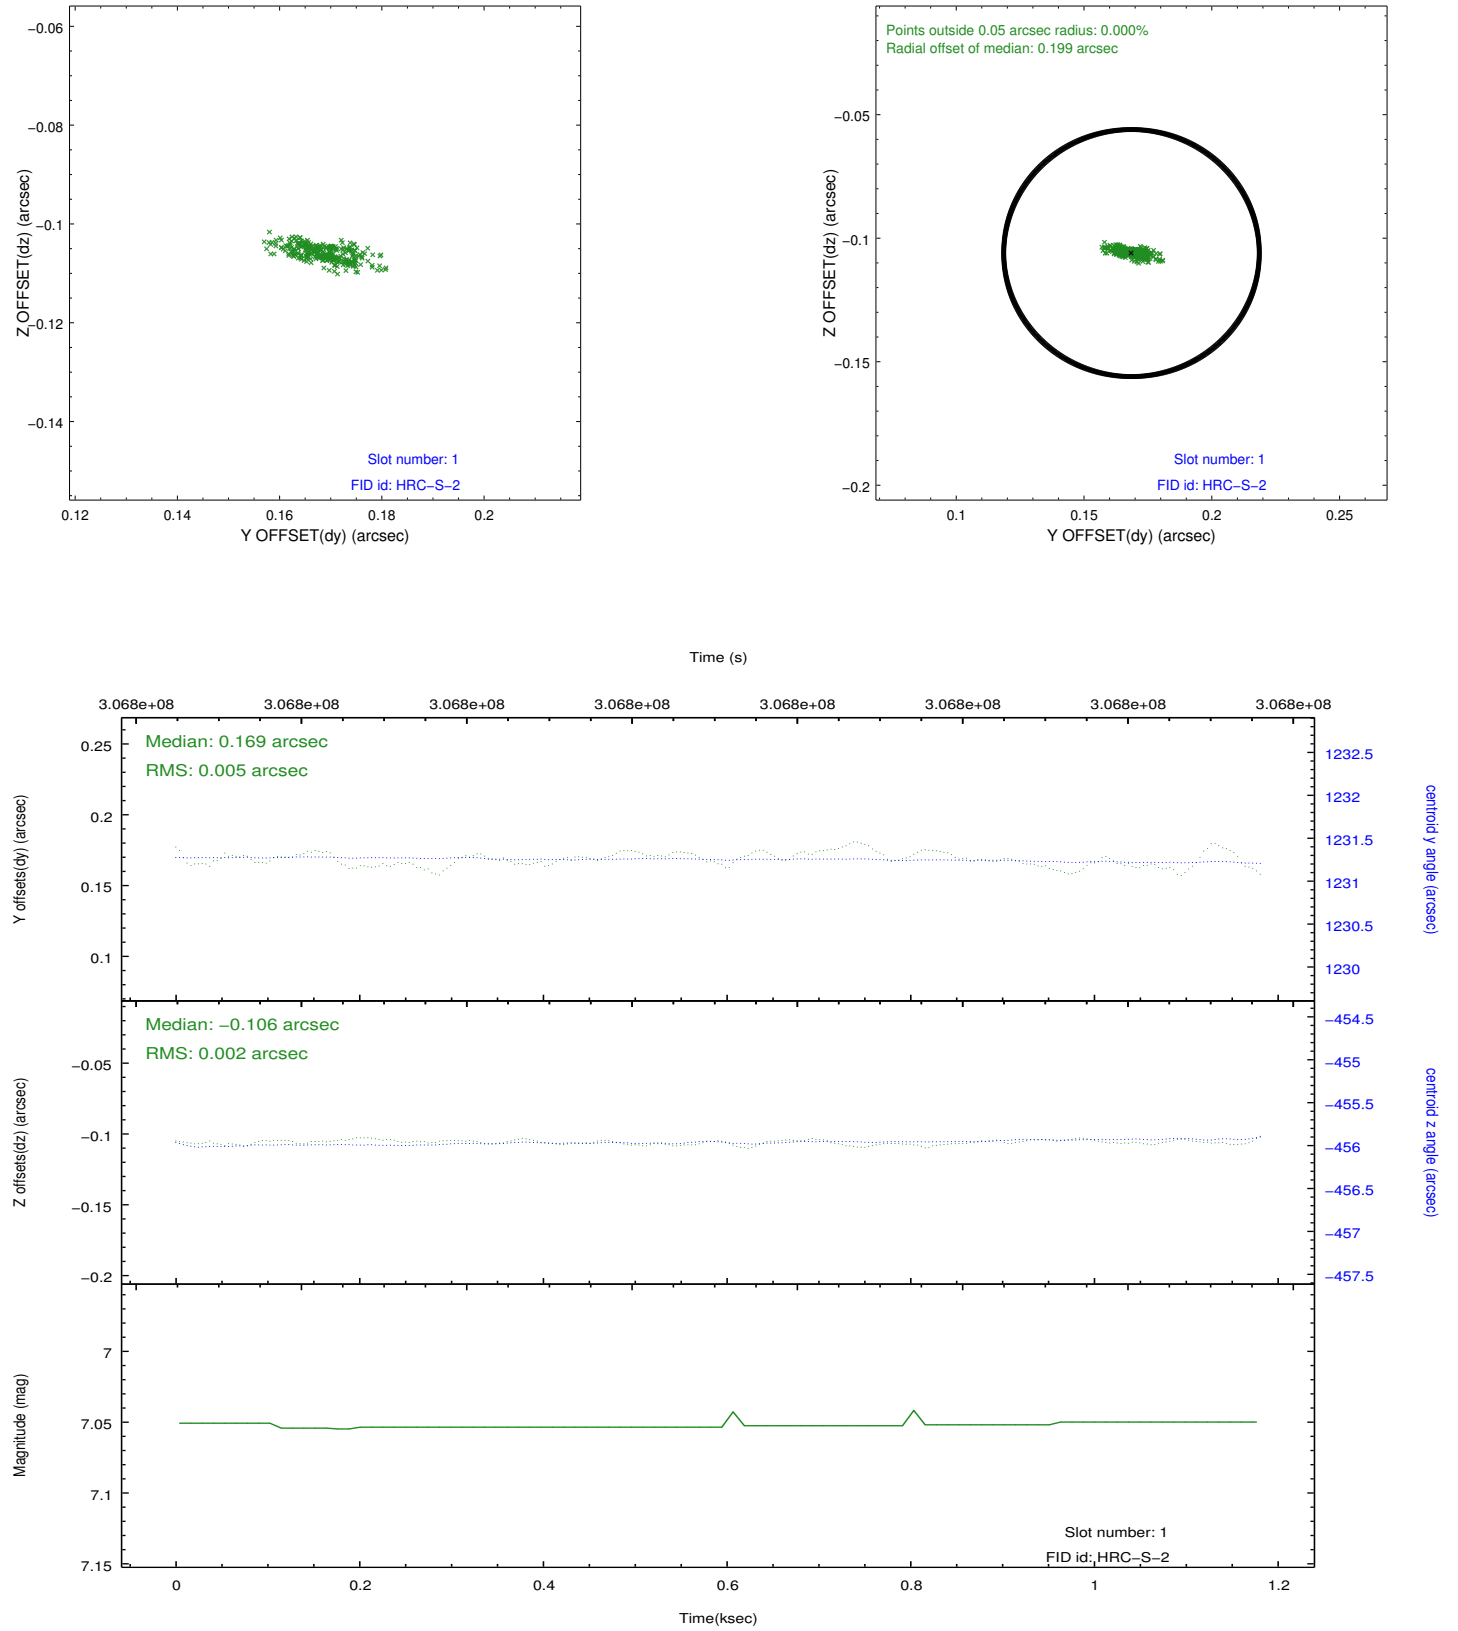 −0.06
−0.08
−0.1
−0.12
−0.14
Z OFFSET(dz) (arcsec)
Slot number: 1
FID id: HRC−S−2
0.12 0.14 0.16 0.18 0.2
Y OFFSET(dy) (arcsec)
Points outside 0.05 arcsec radius: 0.000%
Radial offset of median: 0.199 arcsec
−0.05
−0.1
−0.15
−0.2
Z OFFSET(dz) (arcsec)
Slot number: 1
FID id: HRC−S−2
0.1 0.15 0.2 0.25
Y OFFSET(dy) (arcsec)
Time (s)
3.068e+08 3.068e+08 3.068e+08 3.068e+08 3.068e+08 3.068e+08 3.068e+08 3.068e+08
Median: 0.169 arcsec
RMS: 0.005 arcsec
0.25
0.2
0.15
0.1
Y offsets(dy) (arcsec)
1232.5
1232
1231.5
1231
1230.5
1230
centroid y angle (arcsec)
Median: −0.106 arcsec
RMS: 0.002 arcsec
−0.05
−0.1
−0.15
−0.2
Z offsets(dz) (arcsec)
−454.5
−455
−455.5
−456
−456.5
−457
−457.5
centroid z angle (arcsec)
7
7.05
7.1
7.15
Magnitude (mag)
Slot number: 1
FID id: HRC−S−2
0 0.2 0.4 0.6 0.8 1 1.2
Time(ksec)